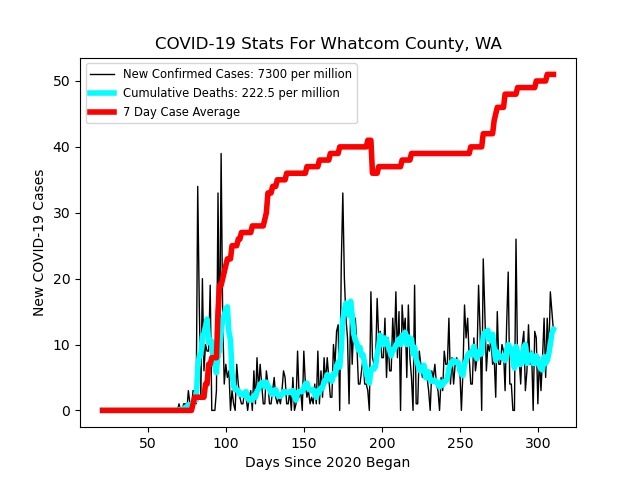 COVID-19 Stats For Whatcom County, WA
New Confirmed Cases: 7300 per million
Cumulative Deaths: 222.5 per million
7 Day Case Average
50
40
30
20
10
0
New COVID-19 Cases
50 100 150 200 250 300
Days Since 2020 Began